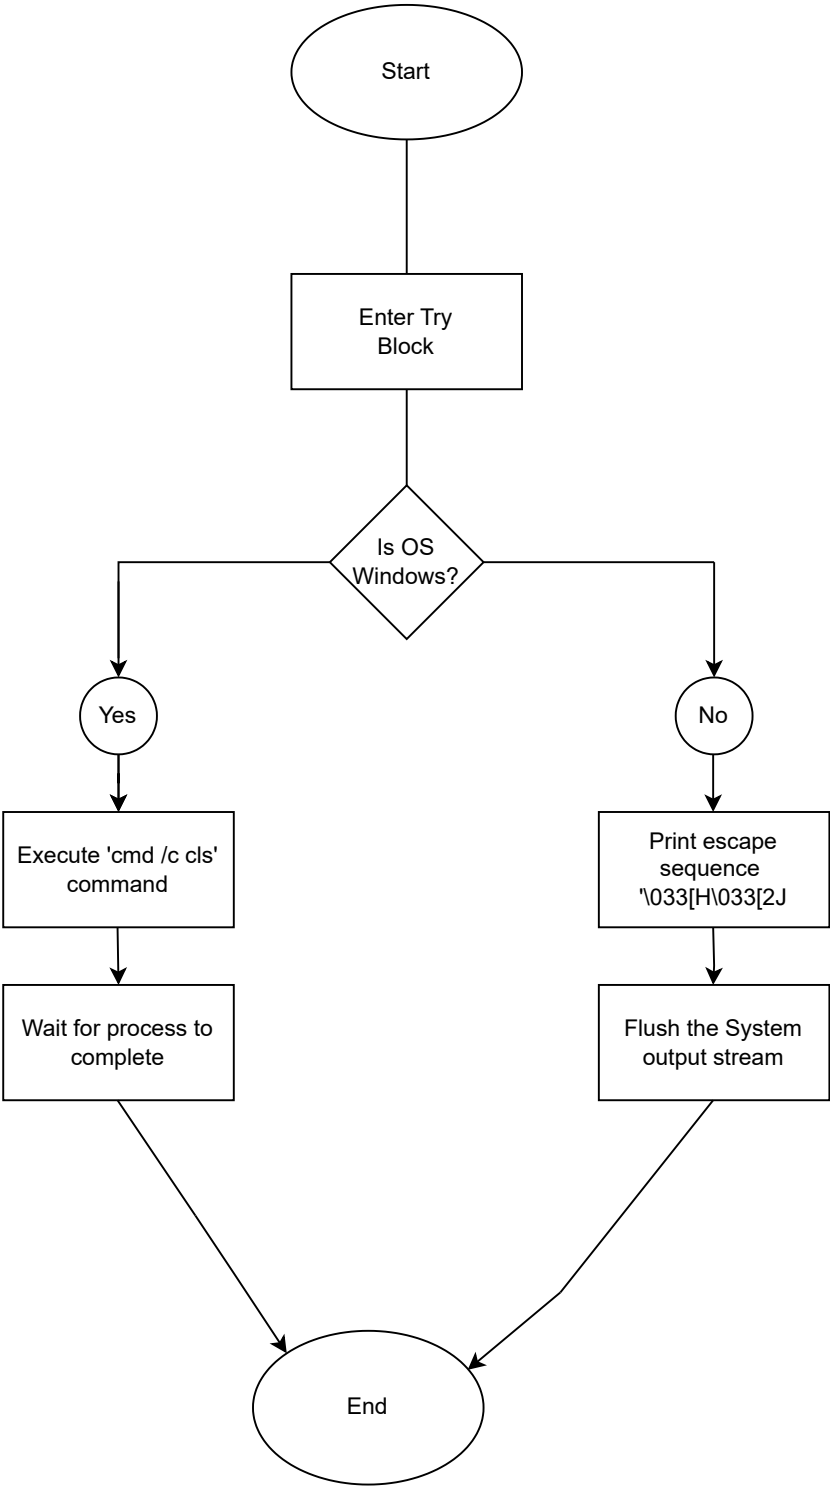 Start
Enter Try
Block
Is OS
Windows?
Yes
No
Execute 'cmd /c cls'
command
Print escape
sequence
'\033[H\033[2J
Wait for process to
complete
Flush the System
output stream
End